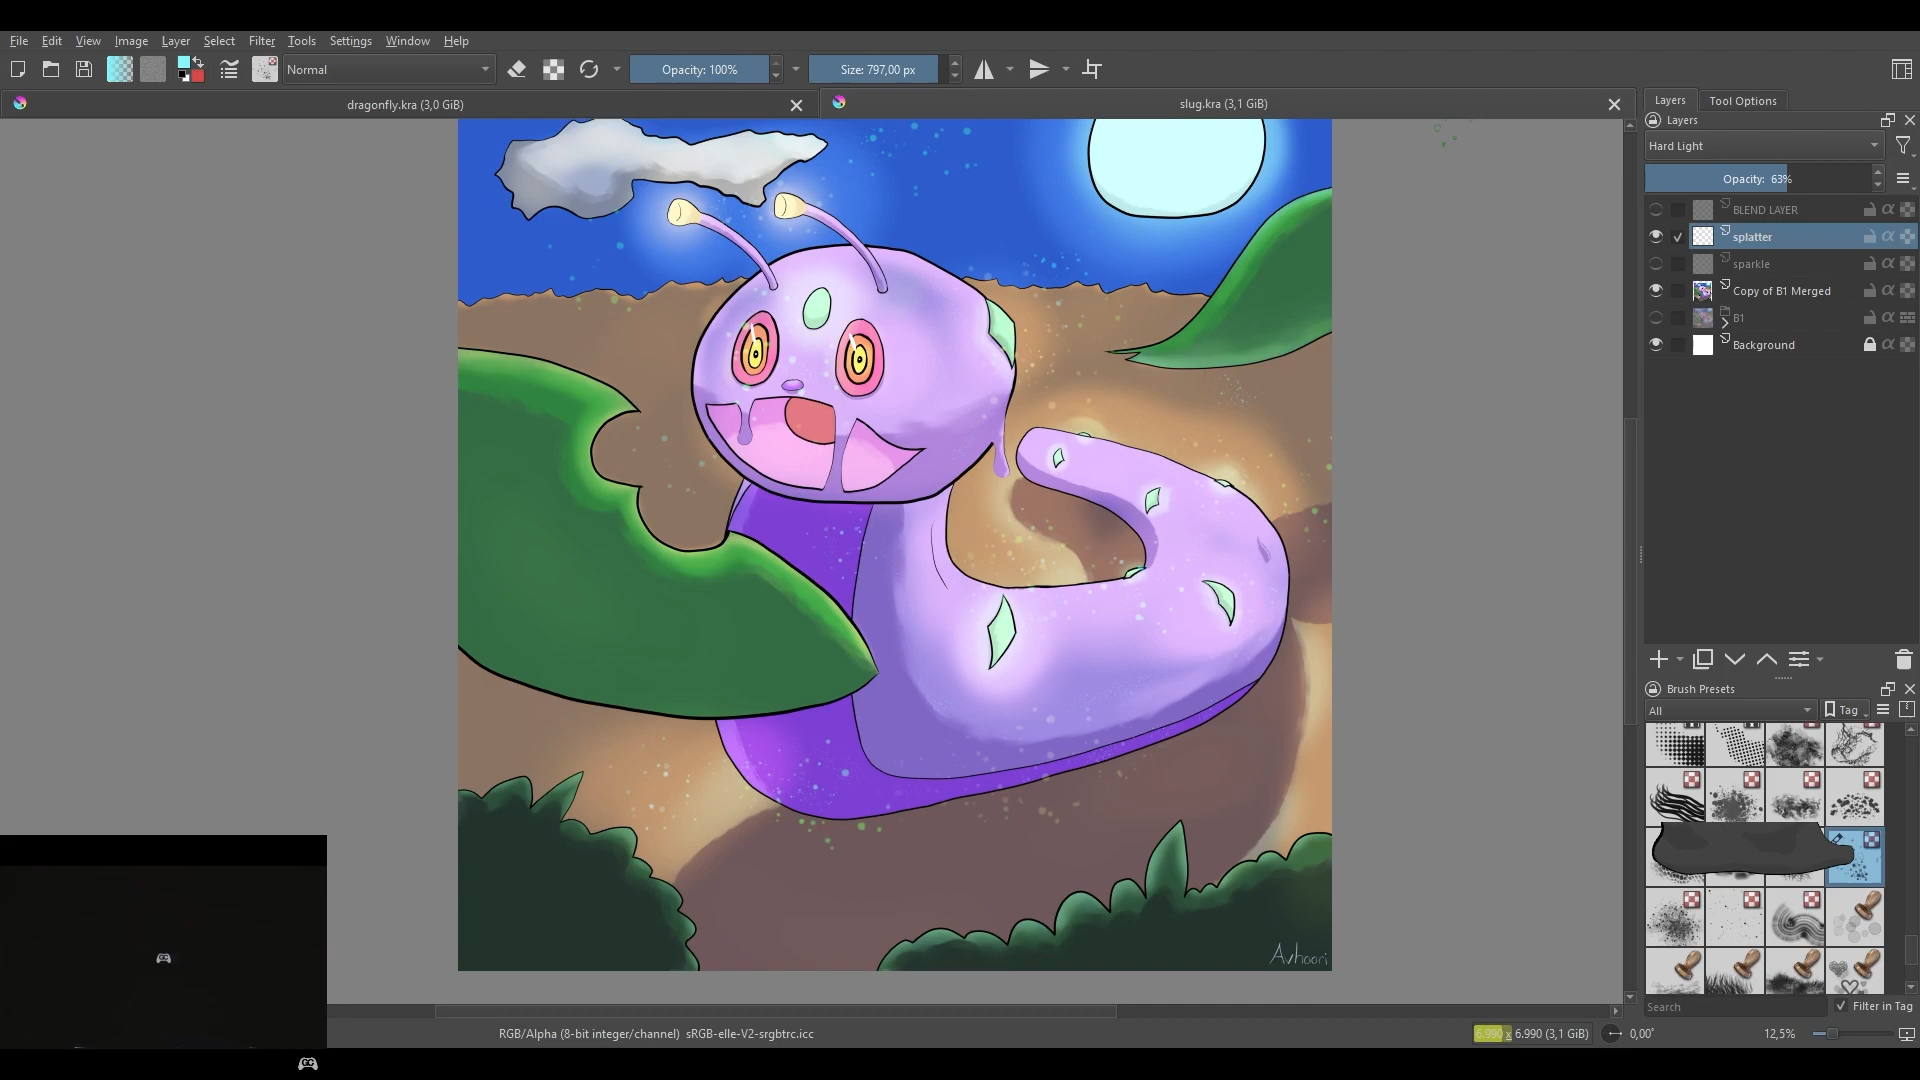 File Edit View Image Layer Select Filter Tools Settings Window Help
Normal
Opacity: 100%
Size: 797,00 px
dragonfly.kra (3,0 GiB)
slug.kra (3,1 GiB)
Layers
Tool Options
Layers
Hard Light
Opacity: 63%
BLEND LAYER
splatter
sparkle
Copy of B1 Merged
B1
Background
Brush Presets
All
Tag
Avhoori
Search
Filter in Tag
RGB/Alpha (8-bit integer/channel) sRGB-elle-V2-srgbtrc.icc
6.990 x 6.990 (3,1 GiB)
0,00°
12,5%